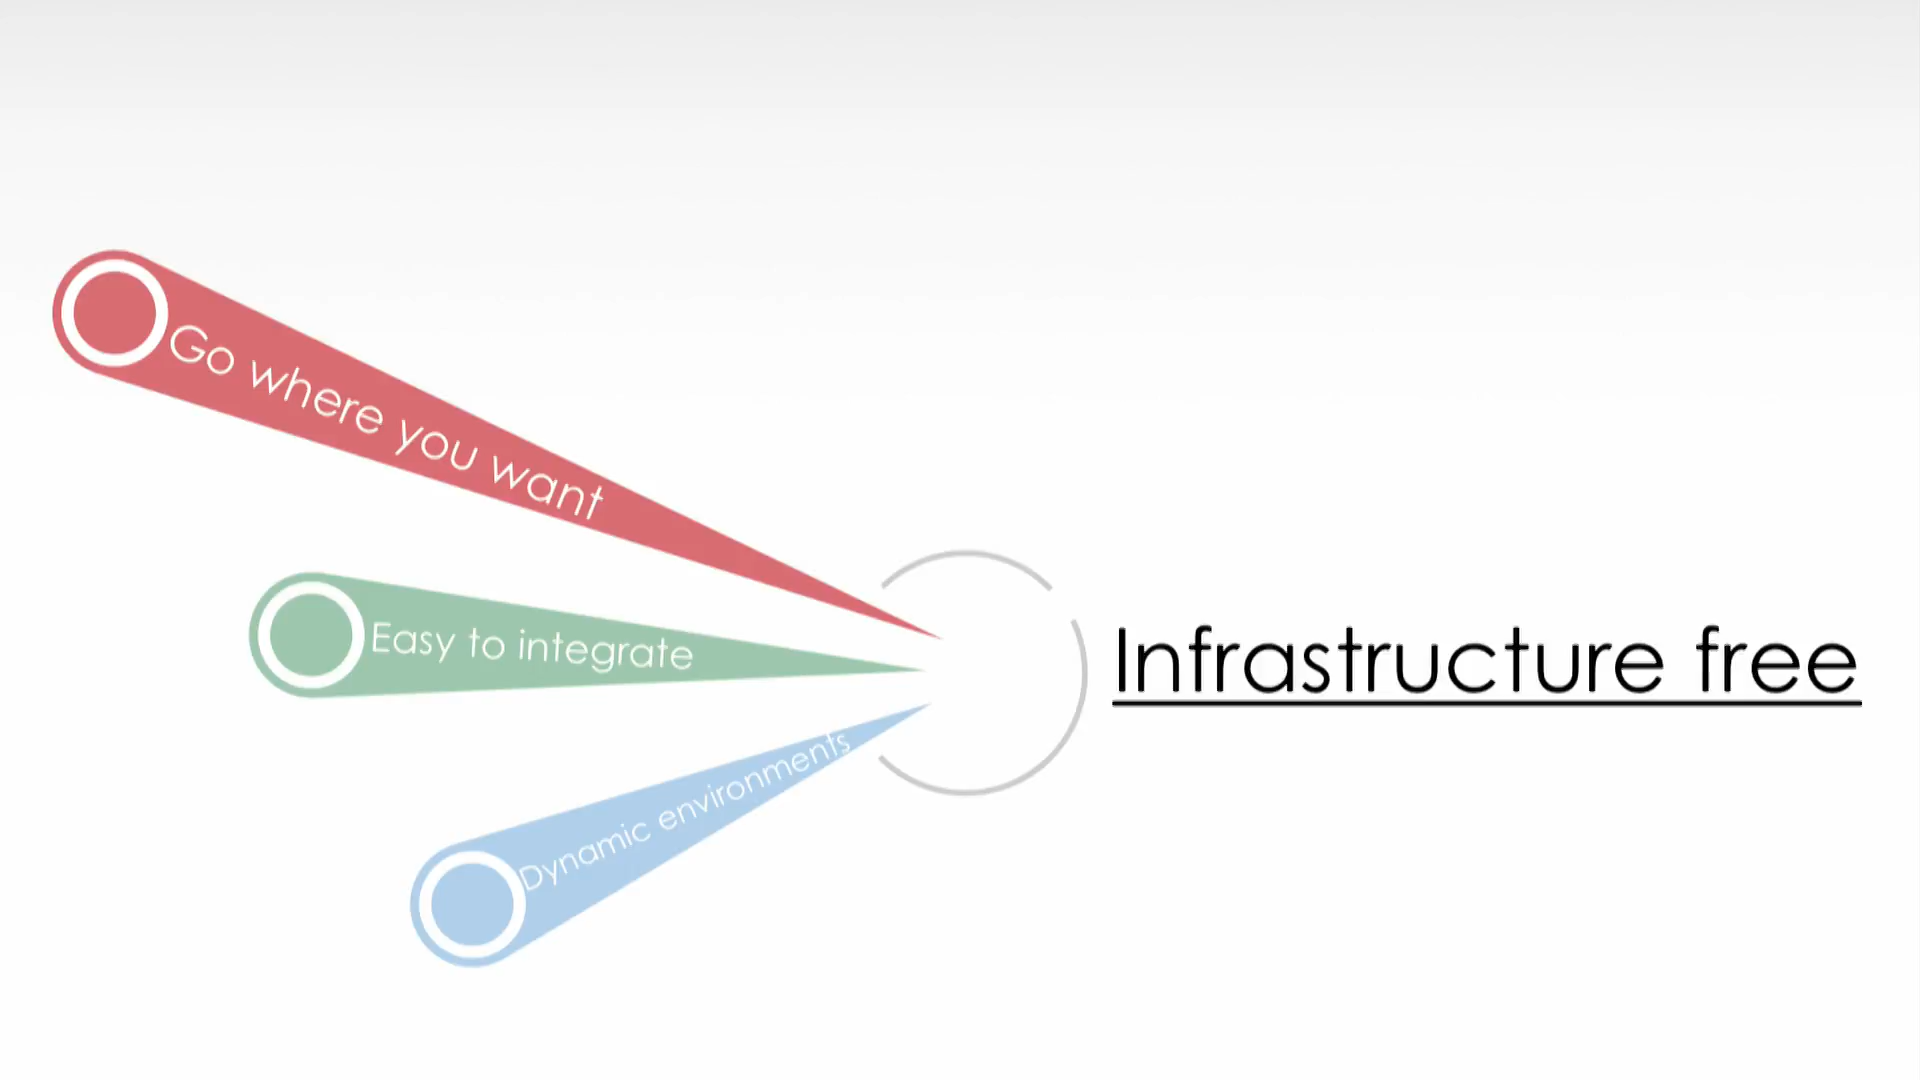 Go where you want
Easy to integrate
Dynamic environments
Infrastructure free